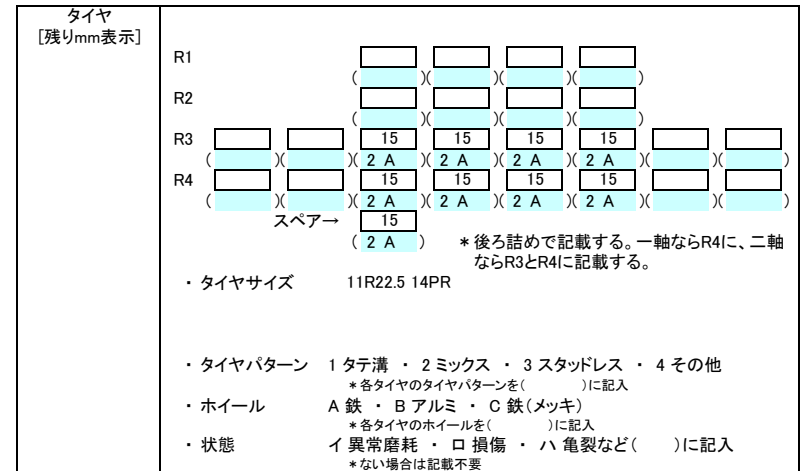 タイヤ
[残りmm表示]
R1
( )( )( )( )
R2
( )( )( )( )
R3 15 15 15 15
( )( )( 2 A )( 2 A )( 2 A )( 2 A )( )( )
R4 15 15 15 15
( )( )( 2 A )( 2 A )( 2 A )( 2 A )( )( )
スペア→ 15
( 2 A )
*後ろ詰めで記載する。一軸ならR4に、二軸
ならR3とR4に記載する。
・タイヤサイズ 11R22.5 14PR
・タイヤパターン 1 タテ溝 ・ 2 ミックス ・ 3 スタッドレス ・ 4 その他
*各タイヤのタイヤパターンを( )に記入
・ホイール A 鉄 ・ B アルミ ・ C 鉄(メッキ)
*各タイヤのホイールを( )に記入
・状態 イ 異常磨耗 ・ ロ 損傷 ・ ハ 亀裂など( )に記入
*ない場合は記載不要